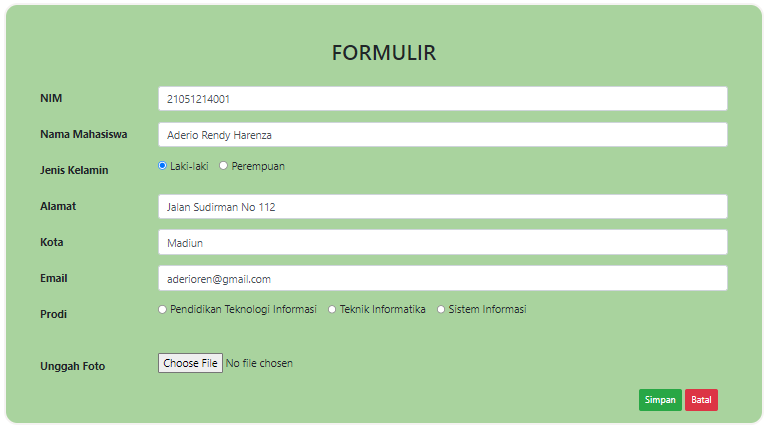 FORMULIR
NIM 21051214001
Nama Mahasiswa Aderio Rendy Harenza
Jenis Kelamin Laki-laki Perempuan
Alamat Jalan Sudirman No 112
Kota Madiun
Email aderioren@gmail.com
Prodi Pendidikan Teknologi Informasi Teknik Informatika Sistem Informasi
Unggah Foto Choose File No file chosen
Simpan Batal